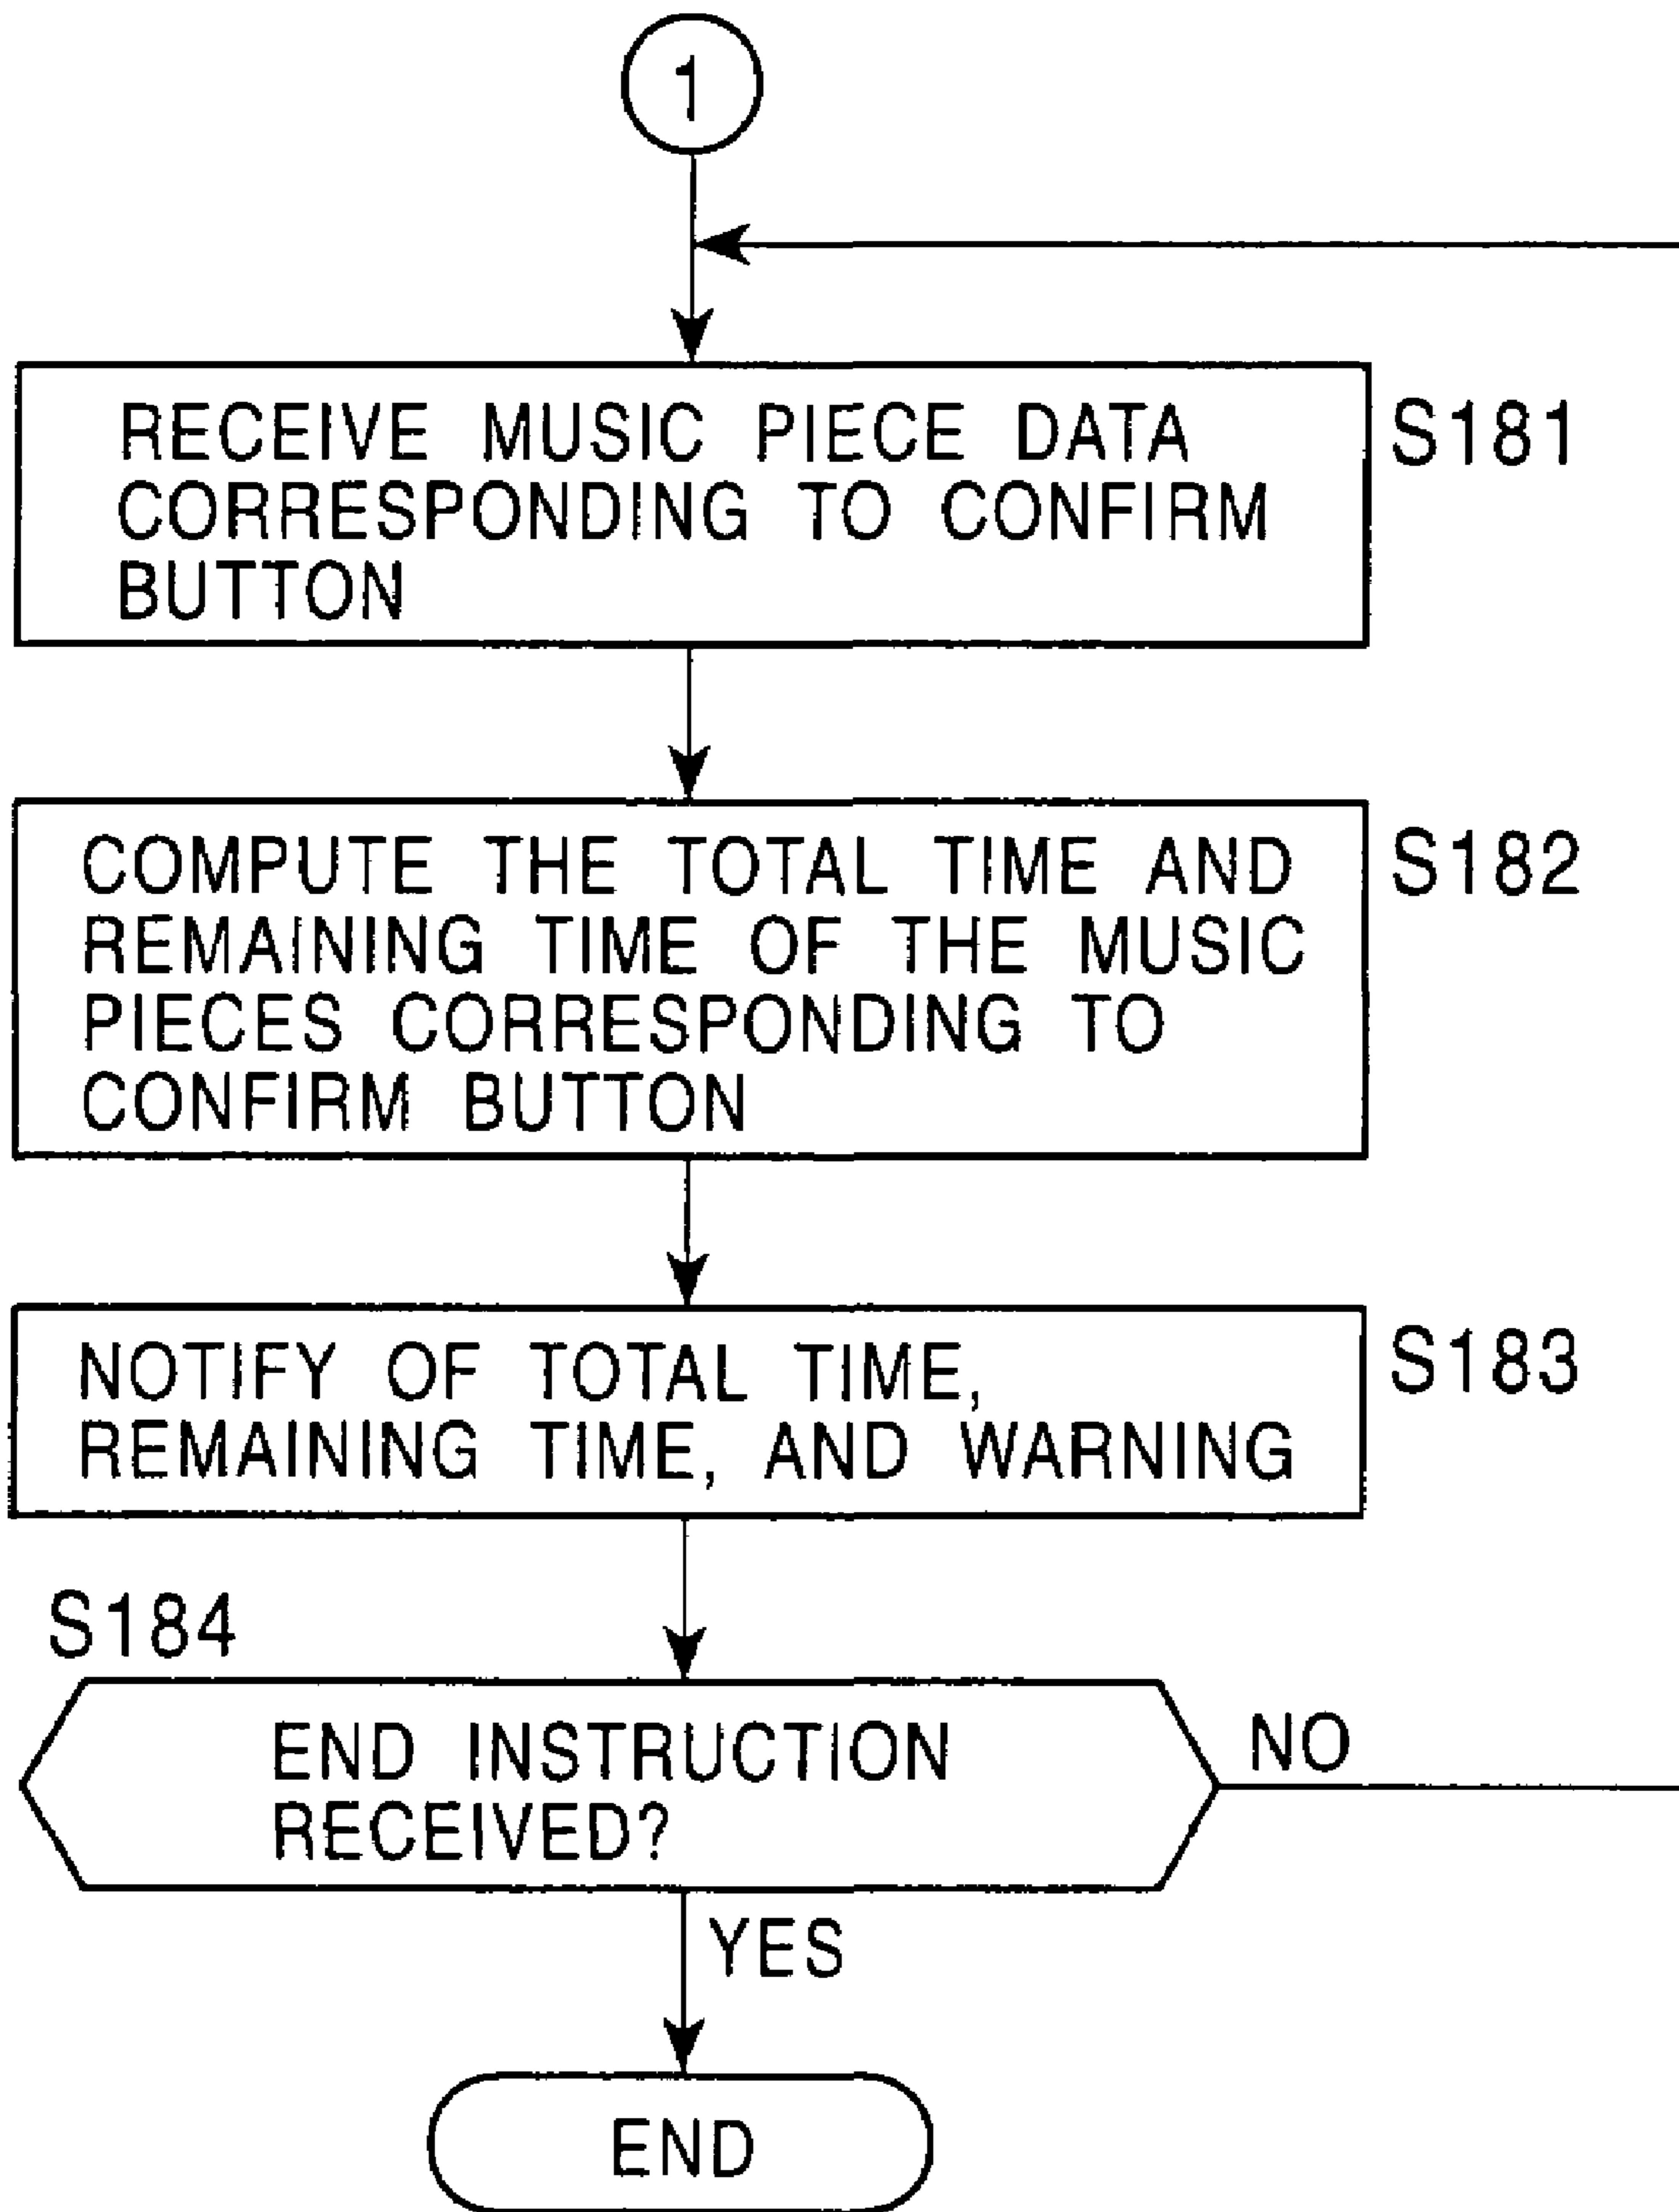 1
RECEIVE MUSIC PIECE DATA
CORRESPONDING TO CONFIRM
BUTTON
S181
COMPUTE THE TOTAL TIME AND
REMAINING TIME OF THE MUSIC
PIECES CORRESPONDING TO
CONFIRM BUTTON
S182
NOTIFY OF TOTAL TIME,
REMAINING TIME, AND WARNING
S183
S184
END INSTRUCTION
RECEIVED?
NO
YES
END